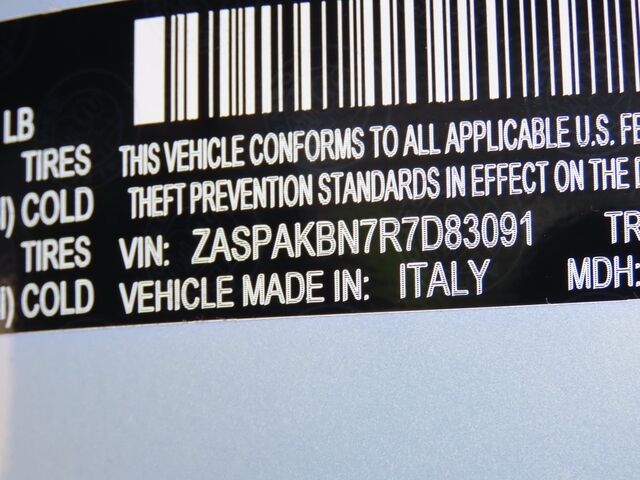 LB
TIRES THIS VEHICLE CONFORMS TO ALL APPLICABLE U.S. FE
) COLD THEFT PREVENTION STANDARDS IN EFFECT ON THE D
TIRES VIN: ZASPAKBN7R7D83091 TR
) COLD VEHICLE MADE IN: ITALY MDH: